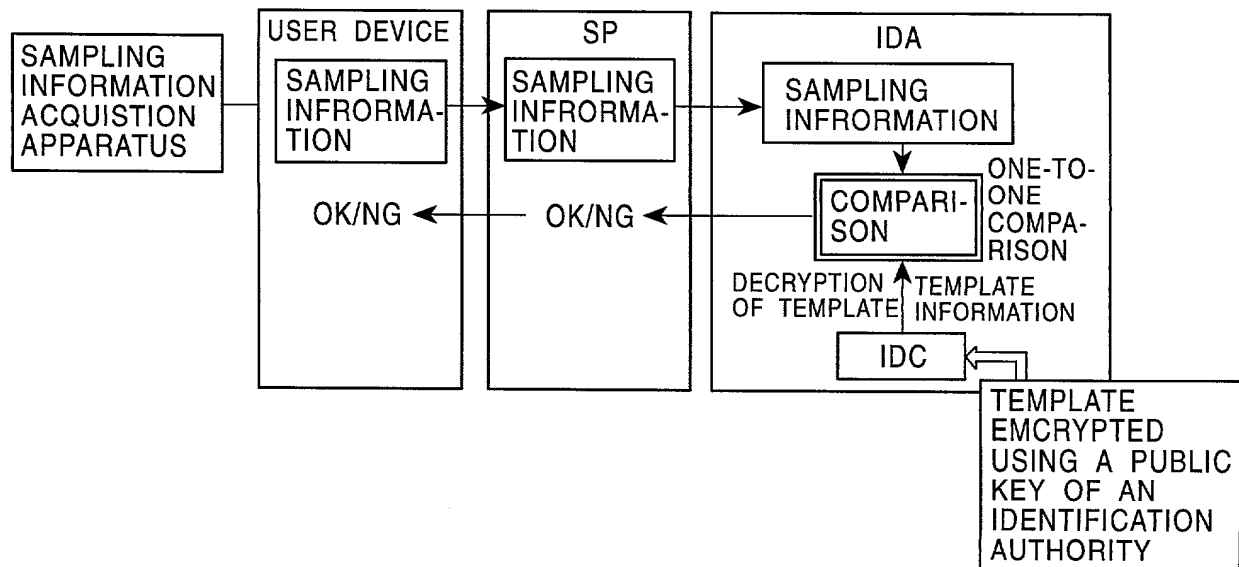 SAMPLING
INFORMATION
ACQUISTION
APPARATUS
USER DEVICE
SAMPLING
INFRORMA-
TION
OK/NG
SP
SAMPLING
INFRORMA-
TION
OK/NG
IDA
SAMPLING
INFRORMATION
COMPARI-
SON
ONE-TO-
ONE
COMPA-
RISON
DECRYPTION
OF TEMPLATE
TEMPLATE
INFORMATION
IDC
TEMPLATE
EMCRYPTED
USING A PUBLIC
KEY OF AN
IDENTIFICATION
AUTHORITY